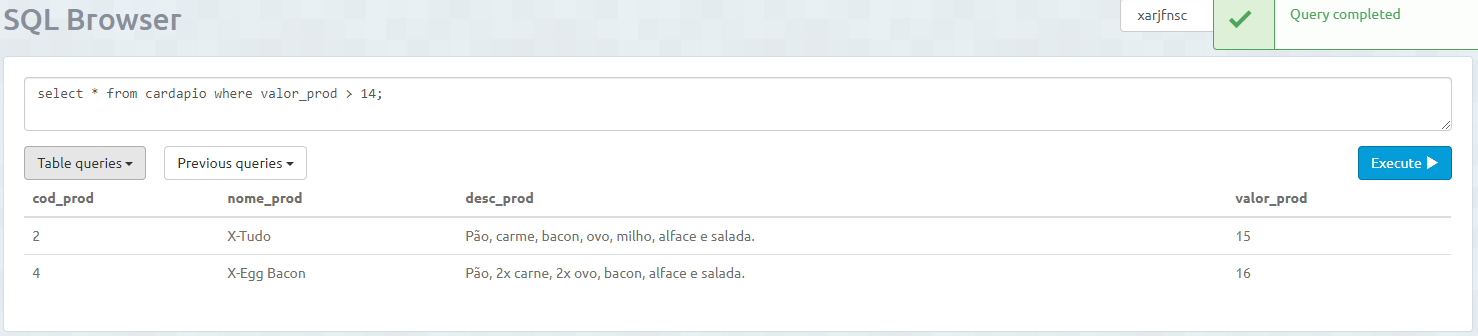 SQL Browser
xarjfnsc
Query completed
select * from cardapio where valor_prod > 14;
Table queries
Previous queries
Execute
cod_prod nome_prod desc_prod valor_prod
2 X-Tudo Pão, carme, bacon, ovo, milho, alface e salada. 15
4 X-Egg Bacon Pão, 2x carne, 2x ovo, bacon, alface e salada. 16